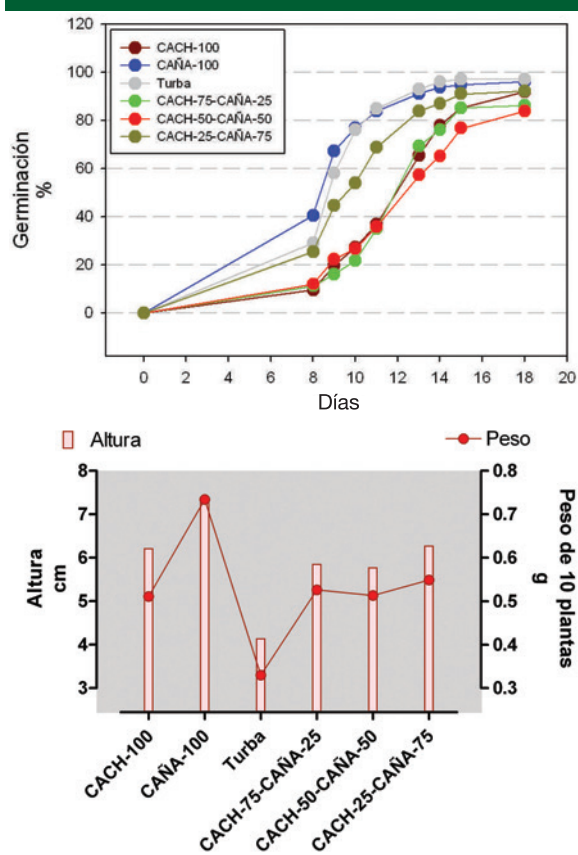 120
100
80
60
40
20
0
Germinación
%
CACH-100
CAÑA-100
Turba
CACH-75-CAÑA-25
CACH-50-CAÑA-50
CACH-25-CAÑA-75
0 2 4 6 8 10 12 14 16 18 20
Días
Altura
Peso
8
7
6
5
4
3
Altura
cm
0.8
0.7
0.6
0.5
0.4
0.3
Peso de 10 plantas
g
CACH-100
CAÑA-100
Turba
CACH-75-CAÑA-25
CACH-50-CAÑA-50
CACH-25-CAÑA-75